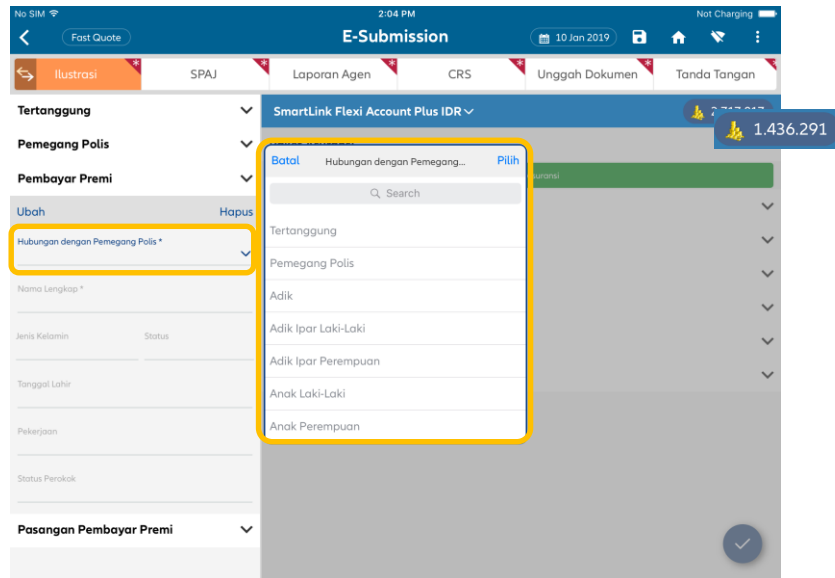 No SIM 2:04 PM Not Charging
Fast Quote E-Submission 10 Jan 2019
Ilustrasi * SPAJ * Laporan Agen * CRS * Unggah Dokumen * Tanda Tangan
Tertanggung
SmartLink Flexi Account Plus IDR
1.436.291
Pemegang Polis
Pembayar Premi
Ubah Hapus
Hubungan dengan Pemegang Polis *
Nama Lengkap *
Jenis Kelamin Status
Tanggal Lahir
Pekerjaan
Status Perokok
Pasangan Pembayar Premi
Batal Hubungan dengan Pemegang... Pilih
Search
Tertanggung
Pemegang Polis
Adik
Adik Ipar Laki-Laki
Adik Ipar Perempuan
Anak Laki-Laki
Anak Perempuan